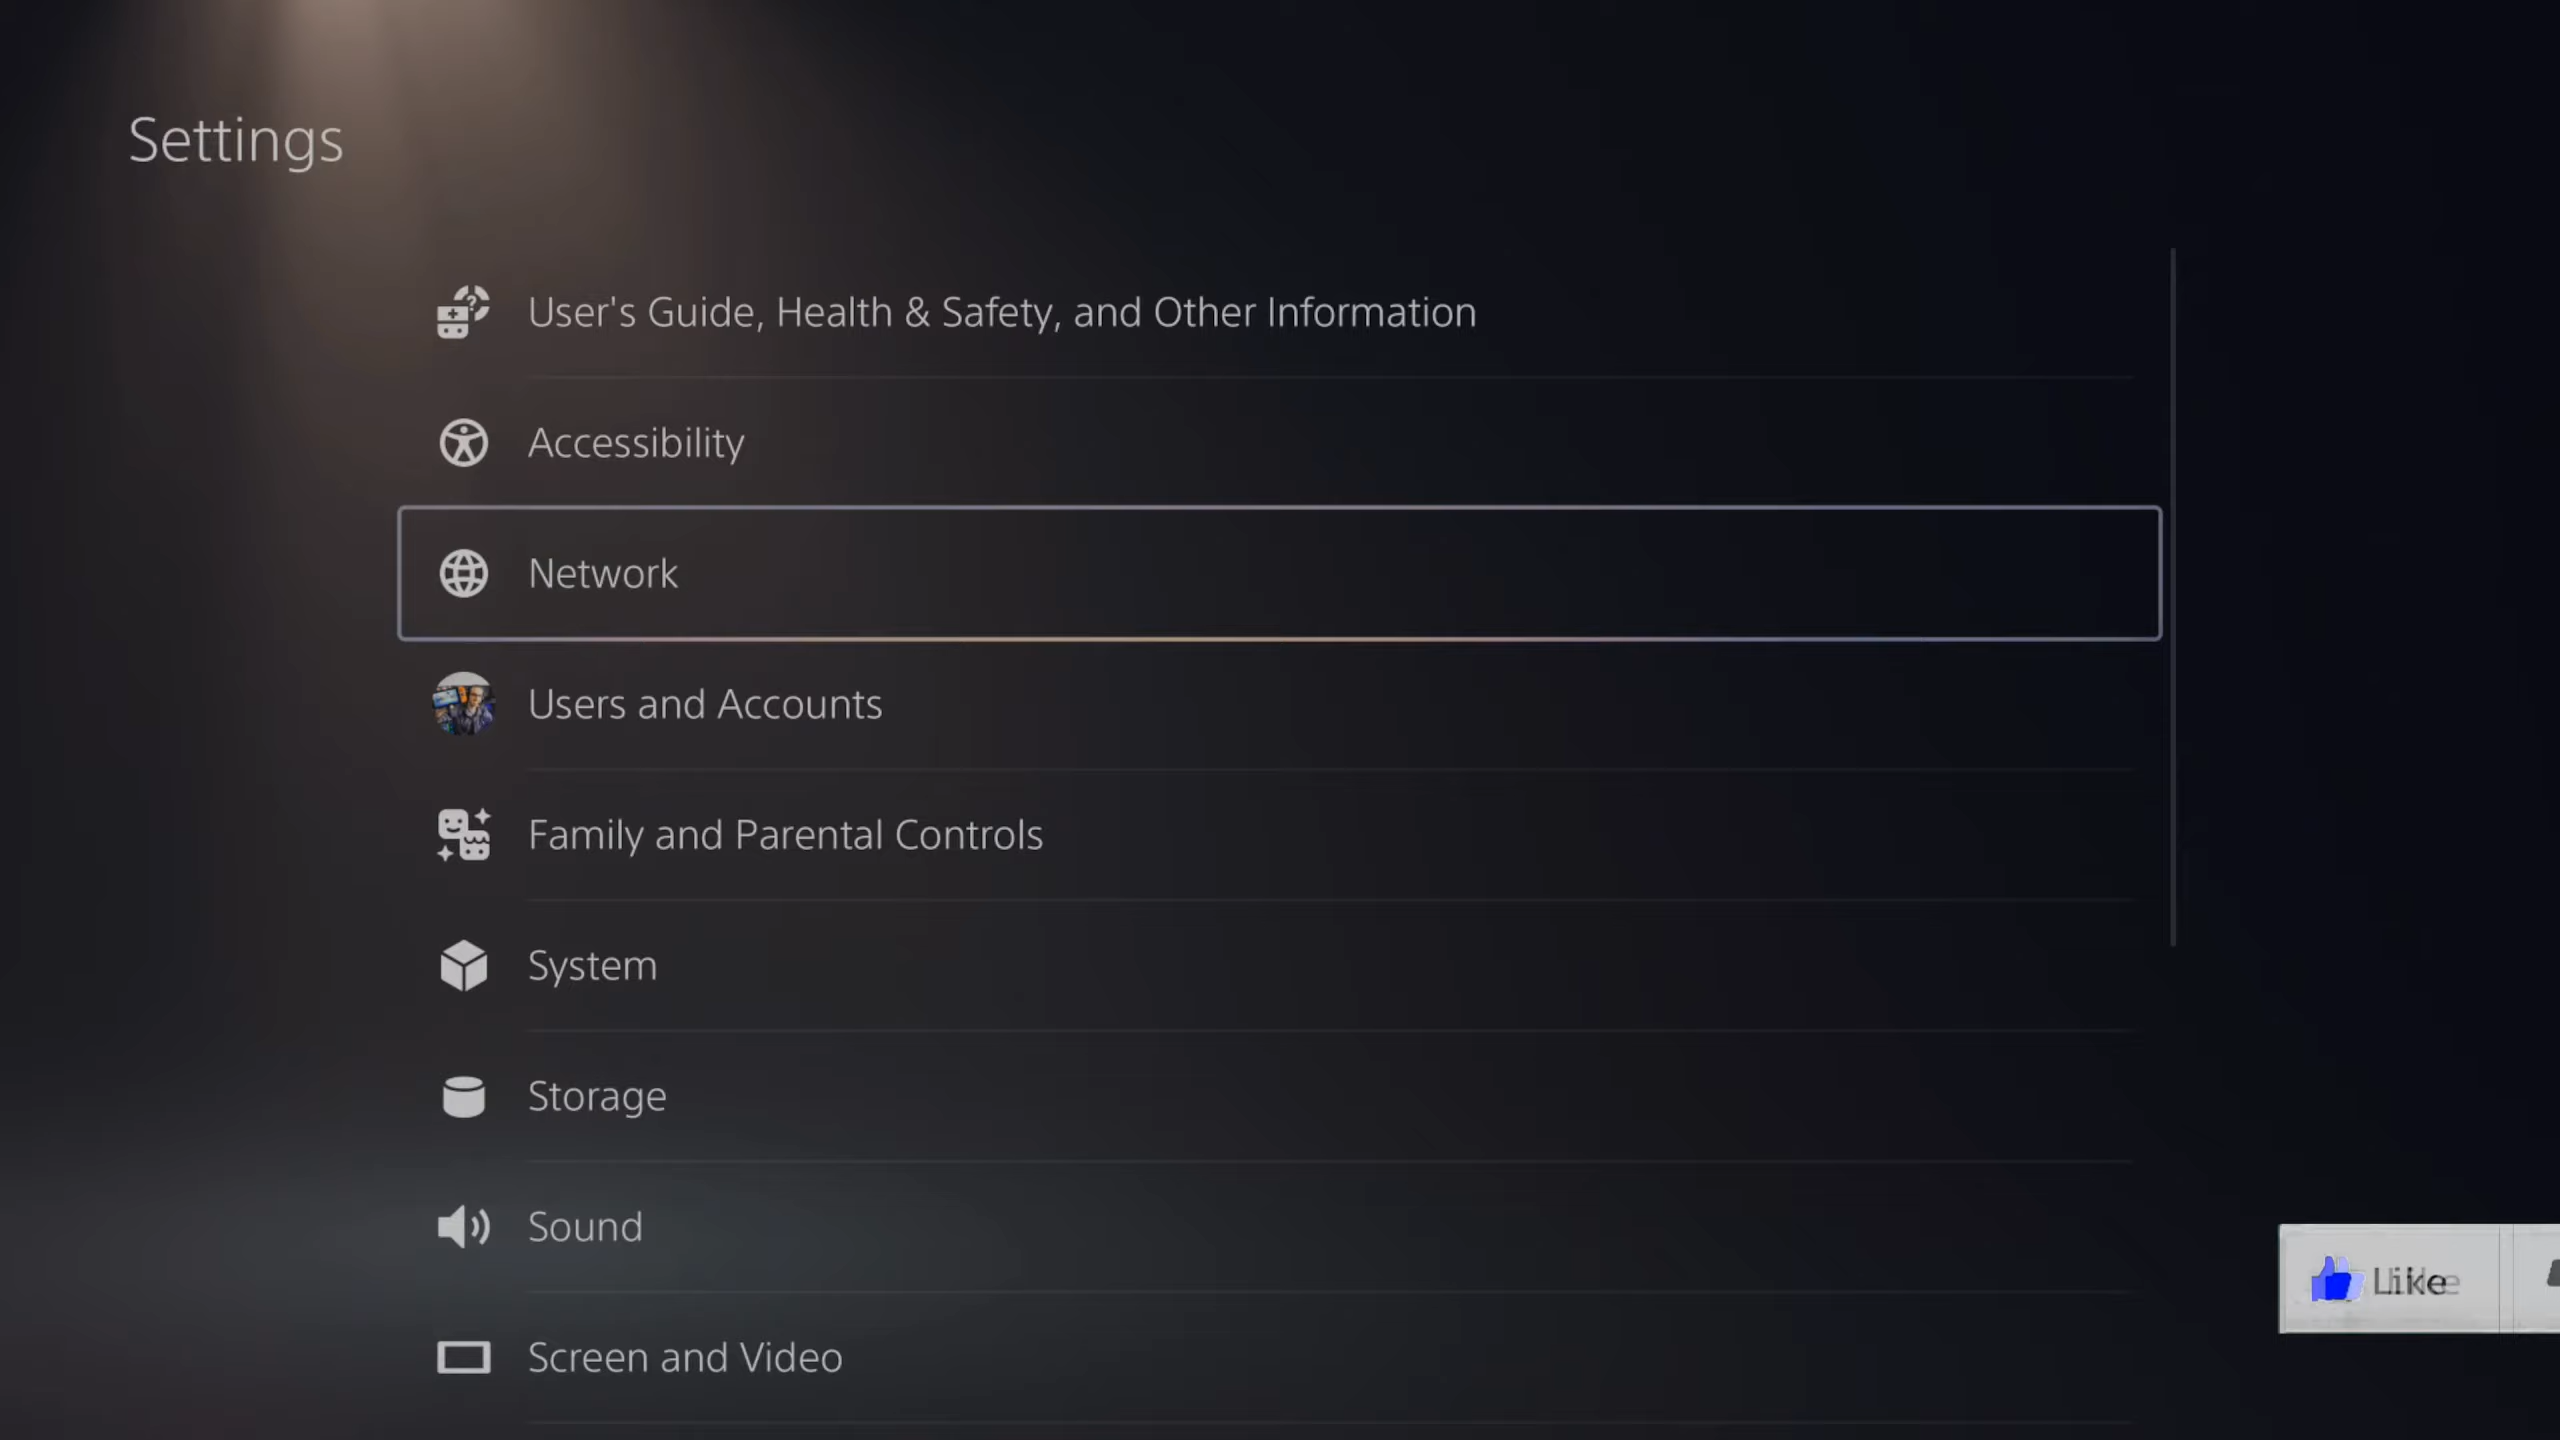 Settings
User's Guide, Health & Safety, and Other Information
Accessibility
Network
Users and Accounts
Family and Parental Controls
System
Storage
Sound
Like
Screen and Video